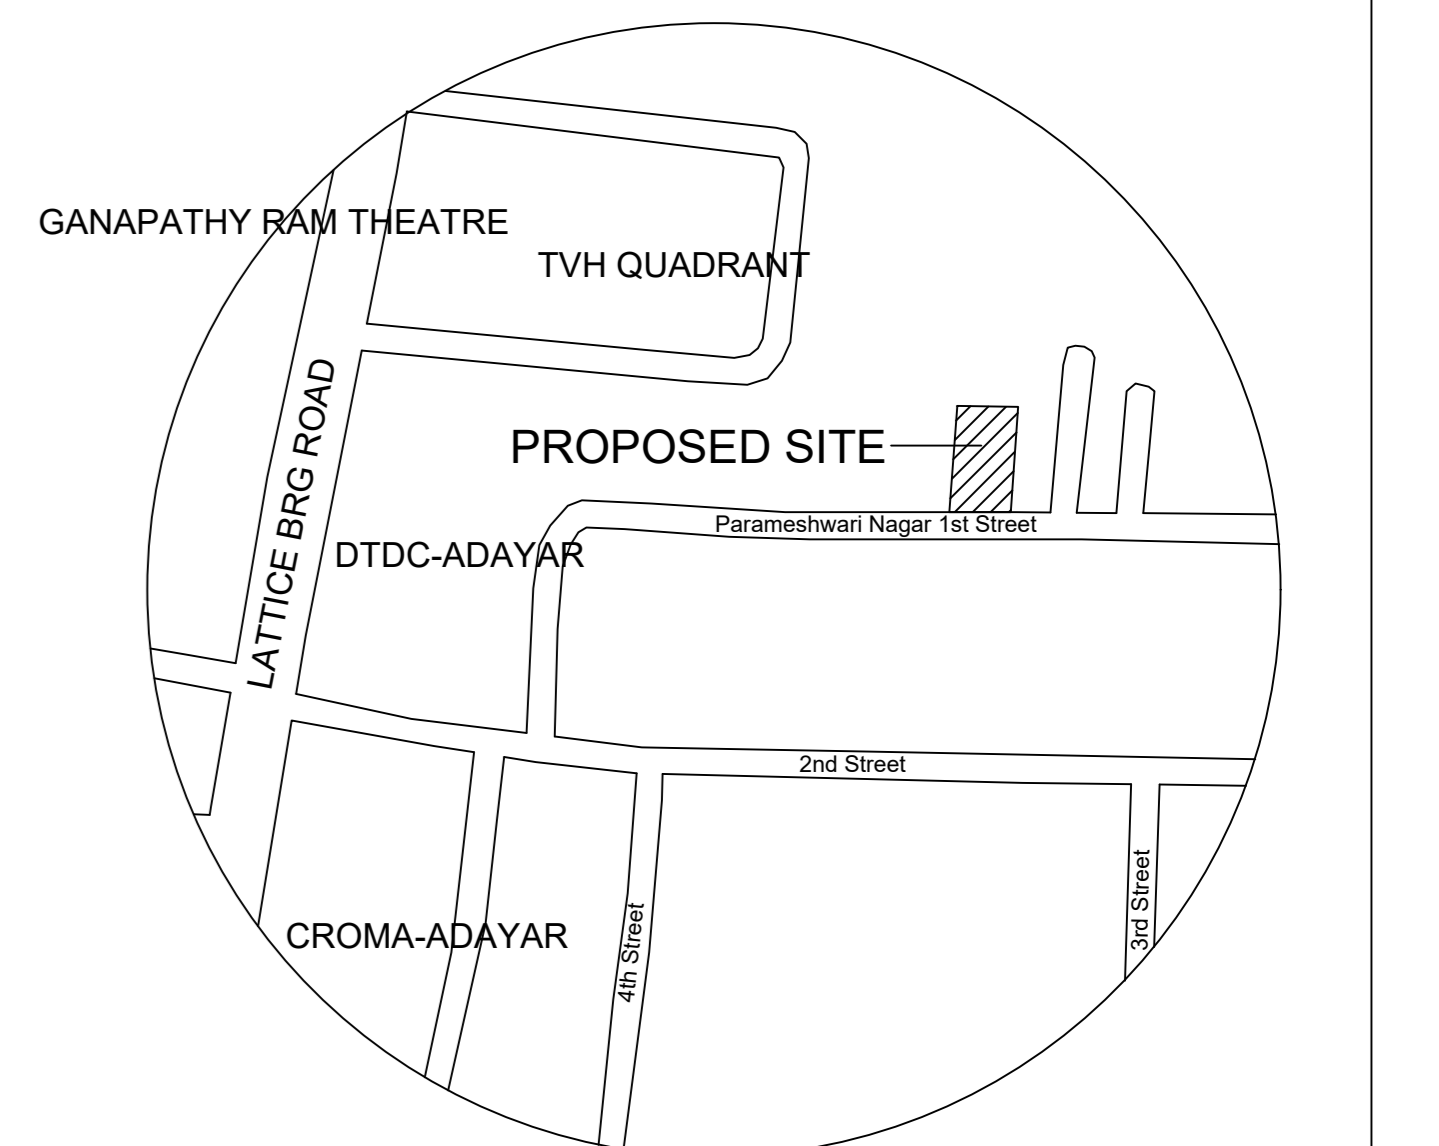 GANAPATHY RAM THEATRE
TVH QUADRANT
LATTICE BRG ROAD
PROPOSED SITE
Parameshwari Nagar 1st Street
DTDC-ADAYAR
2nd Street
CROMA-ADAYAR
4th Street
3rd Street